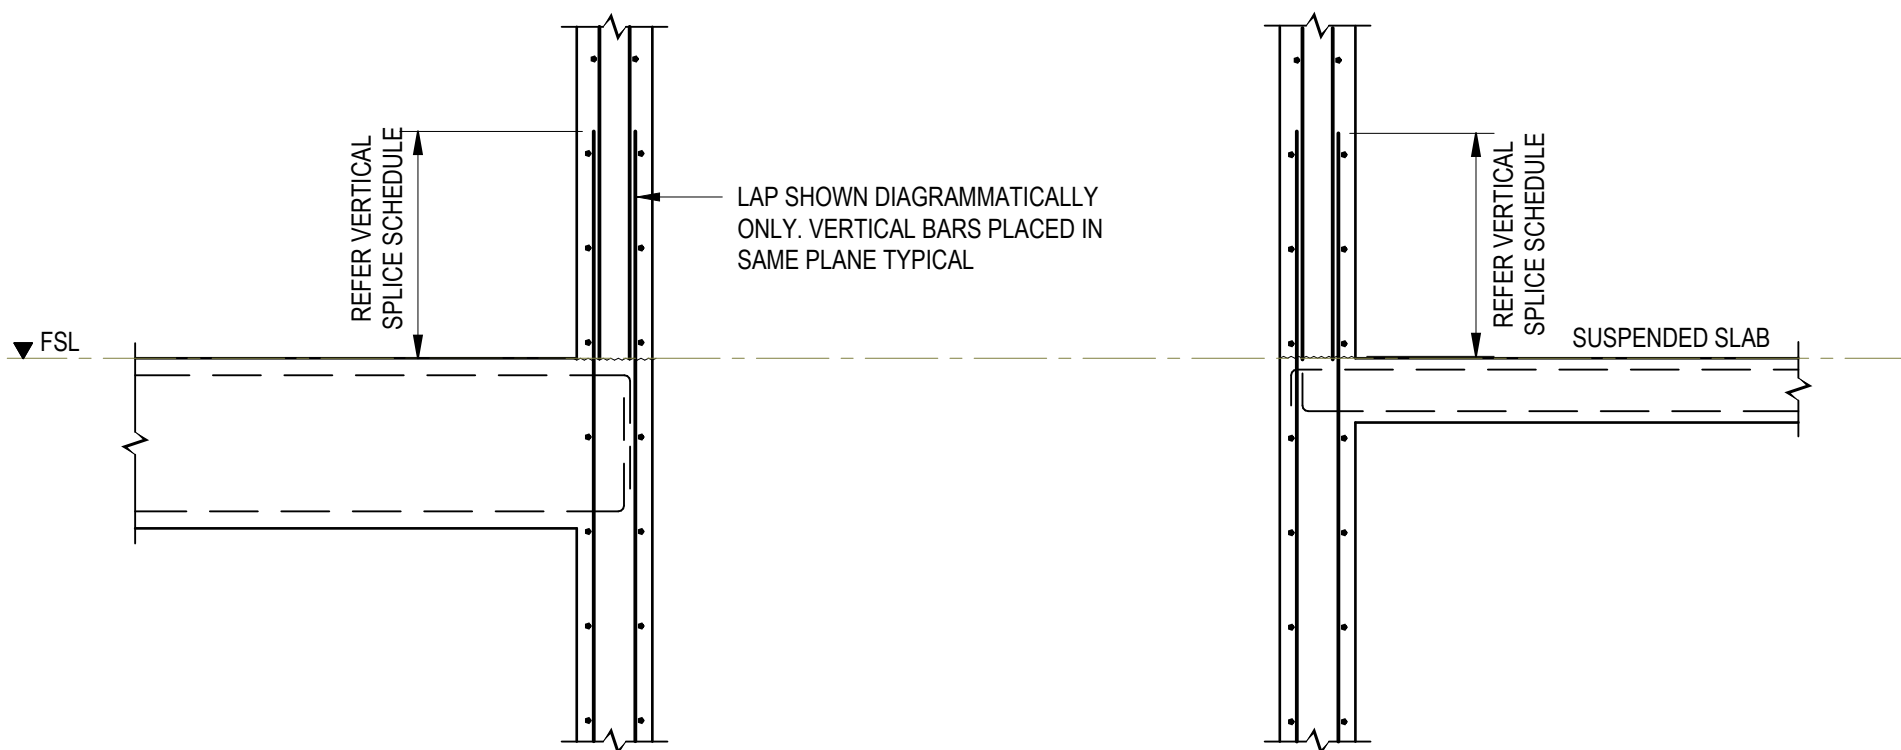 REFER VERTICAL
SPLICE SCHEDULE
LAP SHOWN DIAGRAMMATICALLY
ONLY. VERTICAL BARS PLACED IN
SAME PLANE TYPICAL
REFER VERTICAL
SPLICE SCHEDULE
FSL
SUSPENDED SLAB